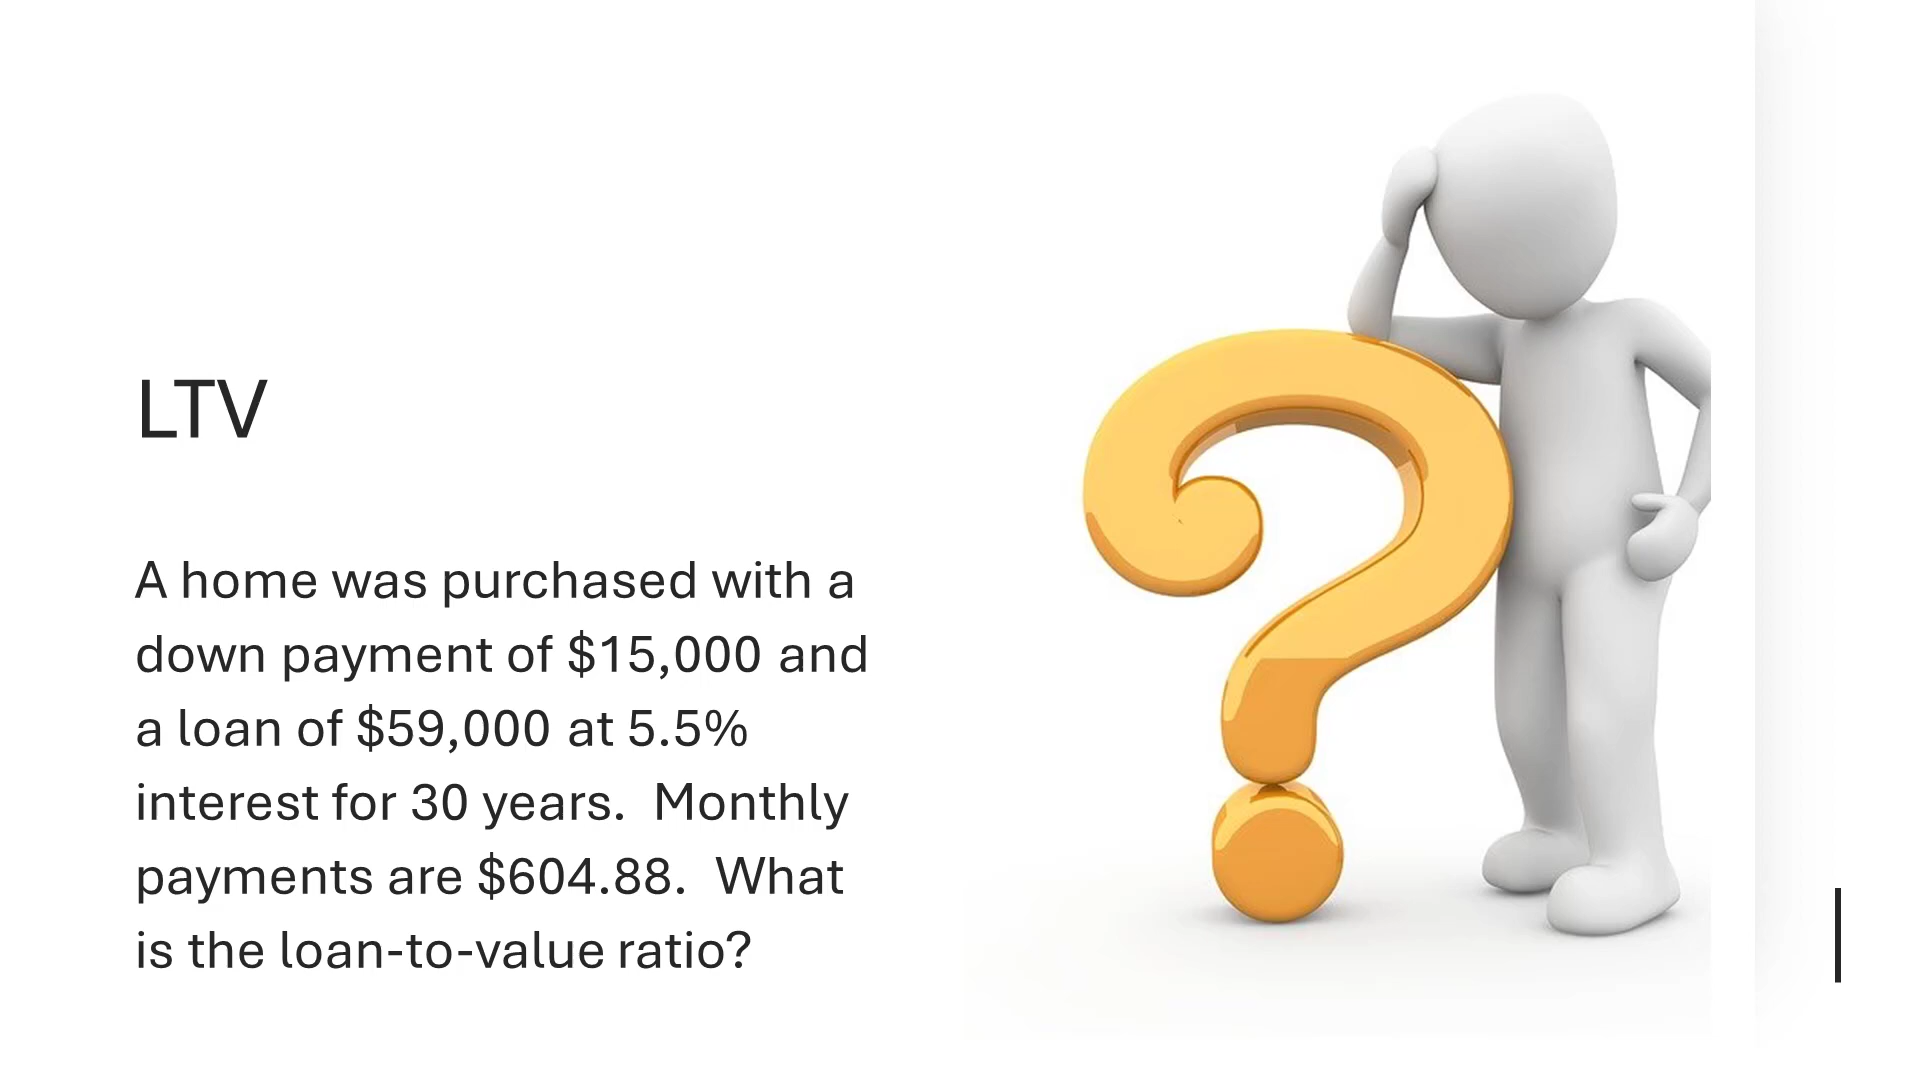 LTV
A home was purchased with a
down payment of $15,000 and
a loan of $59,000 at 5.5%
interest for 30 years.  Monthly
payments are $604.88.  What
is the loan-to-value ratio?